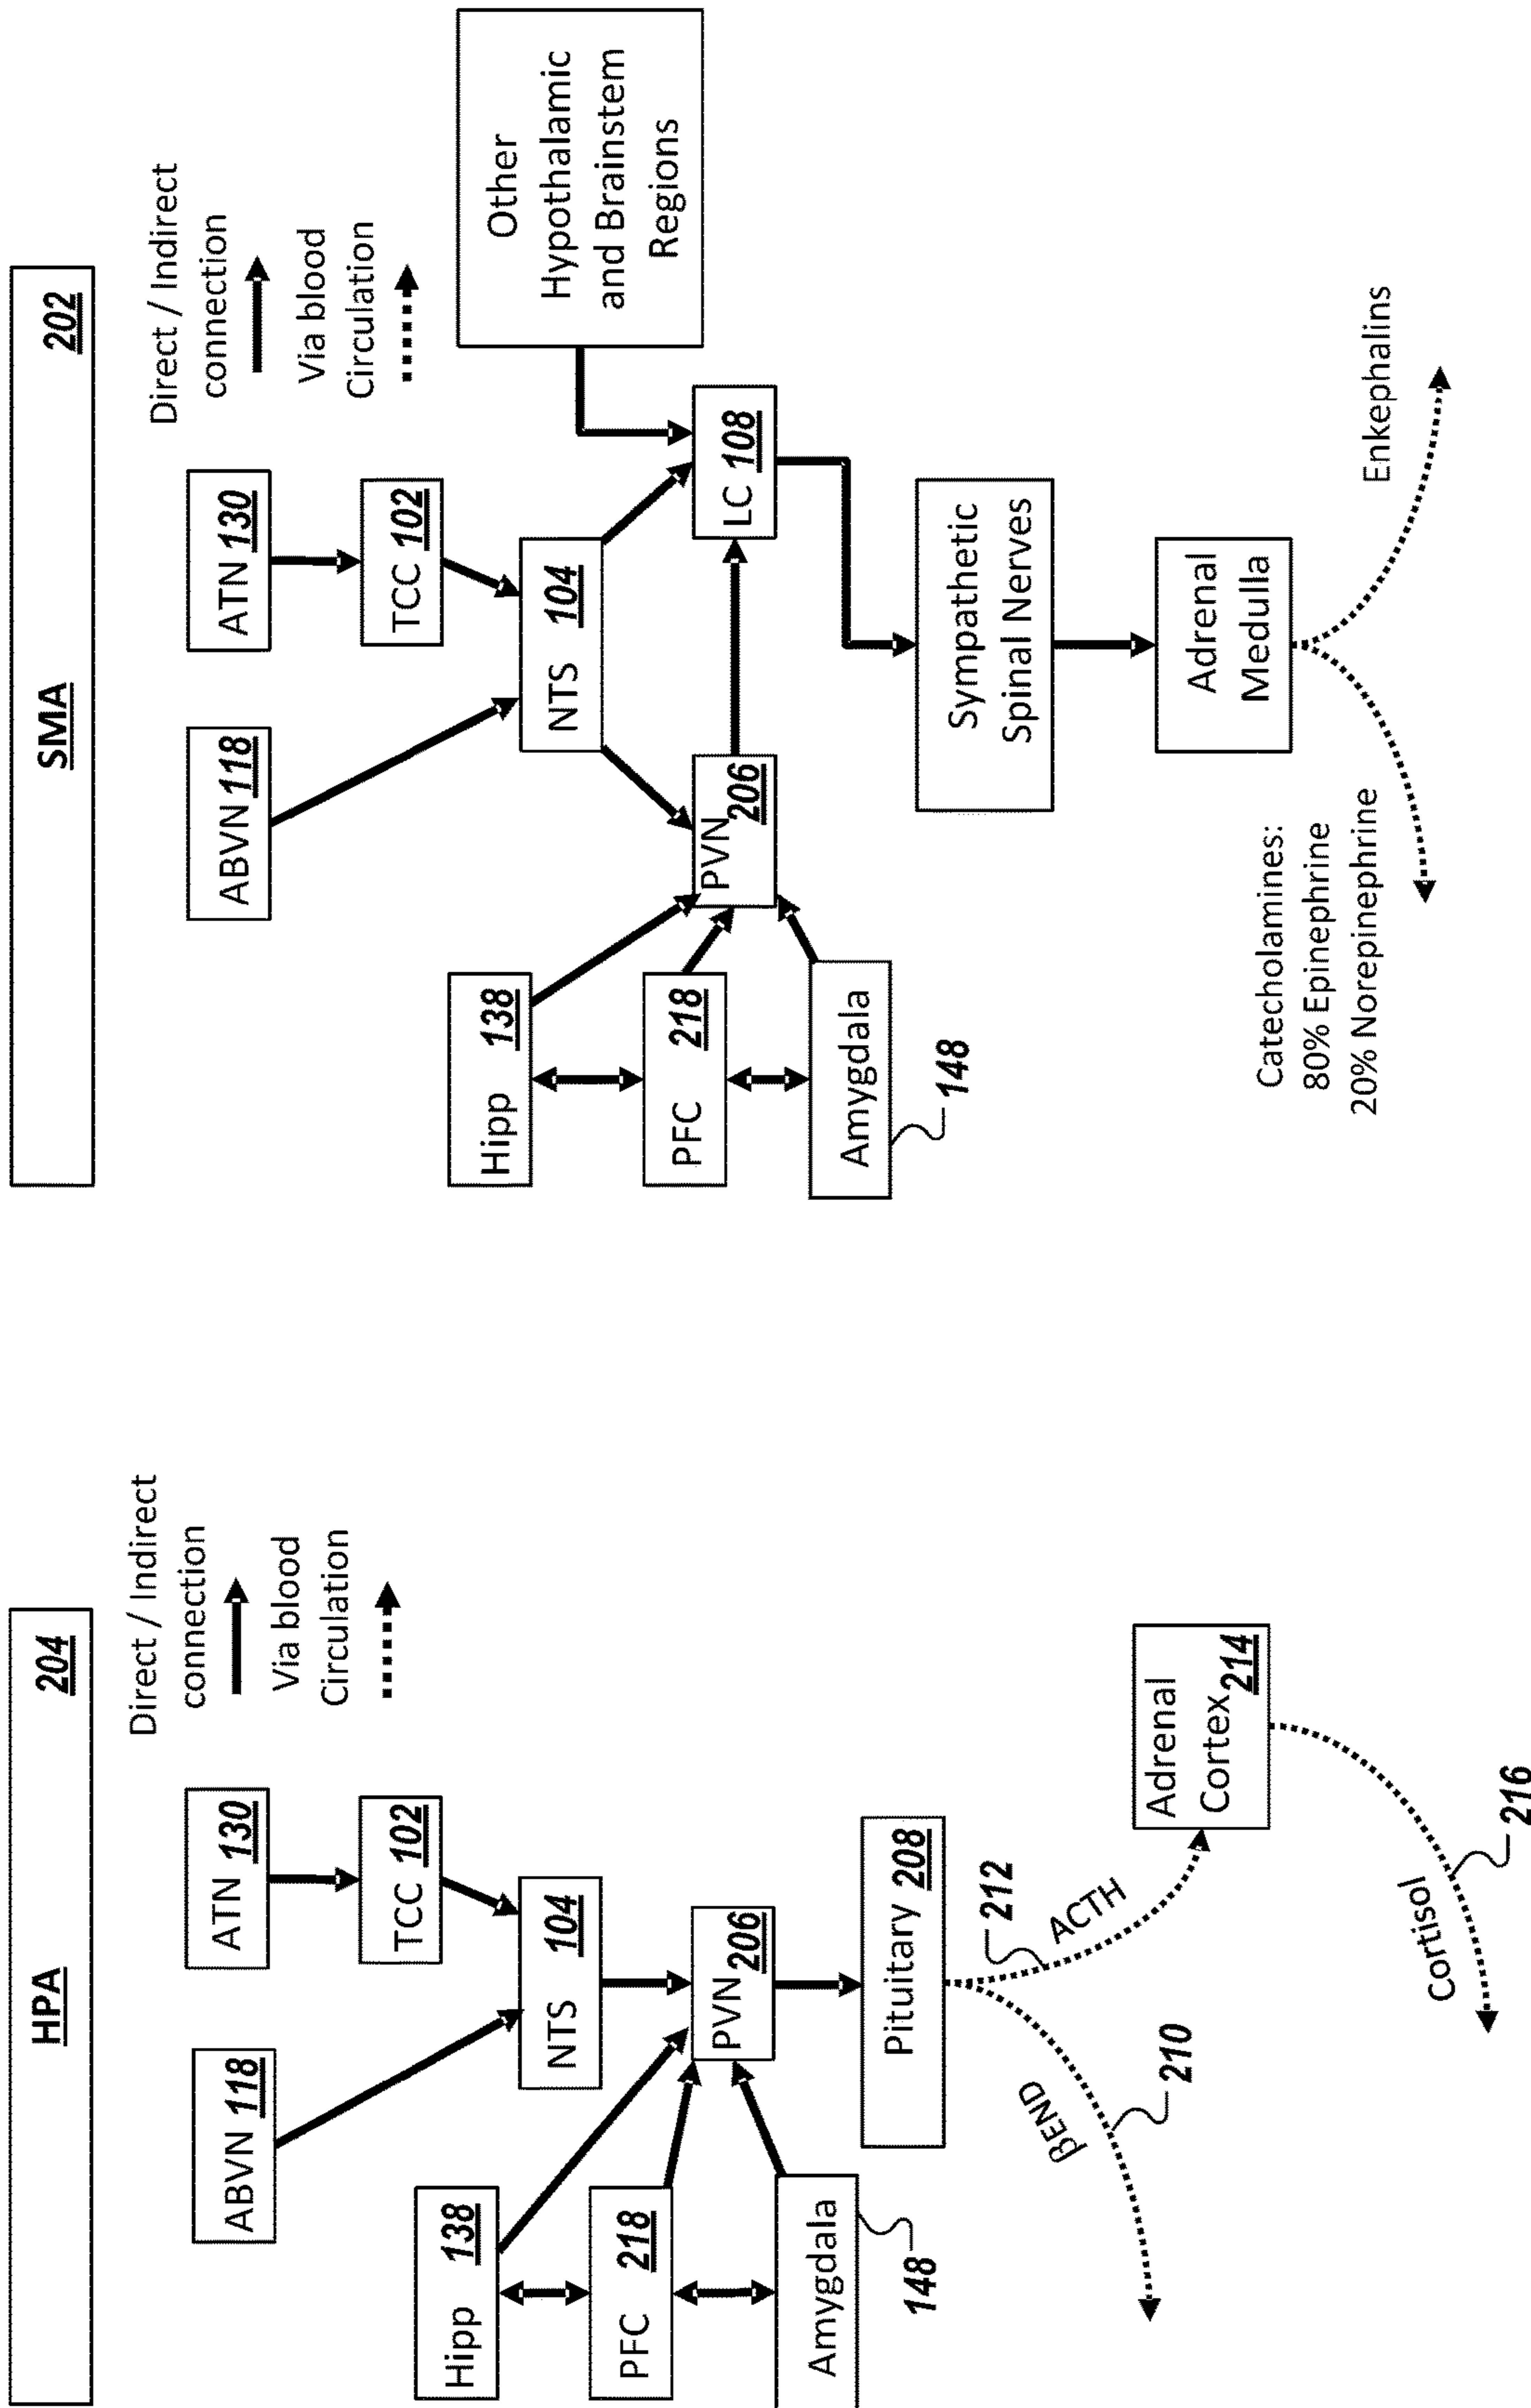 HPA 204
Direct / Indirect
connection
Via blood
Circulation
ABVN 118
ATN 130
TCC 102
NTS 104
Hipp 138
PFC 218
Amygdala
148
PVN 206
Pituitary 208
βEND
210
212
ACTH
Adrenal
Cortex 214
Cortisol
216
SMA 202
Direct / Indirect
connection
Via blood
Circulation
ABVN 118
ATN 130
TCC 102
NTS 104
Other
Hypothalamic
and Brainstem
Regions
Hipp 138
PFC 218
Amygdala
148
PVN
206
LC 108
Sympathetic
Spinal Nerves
Adrenal
Medulla
Catecholamines:
80% Epinephrine
20% Norepinephrine
Enkephalins